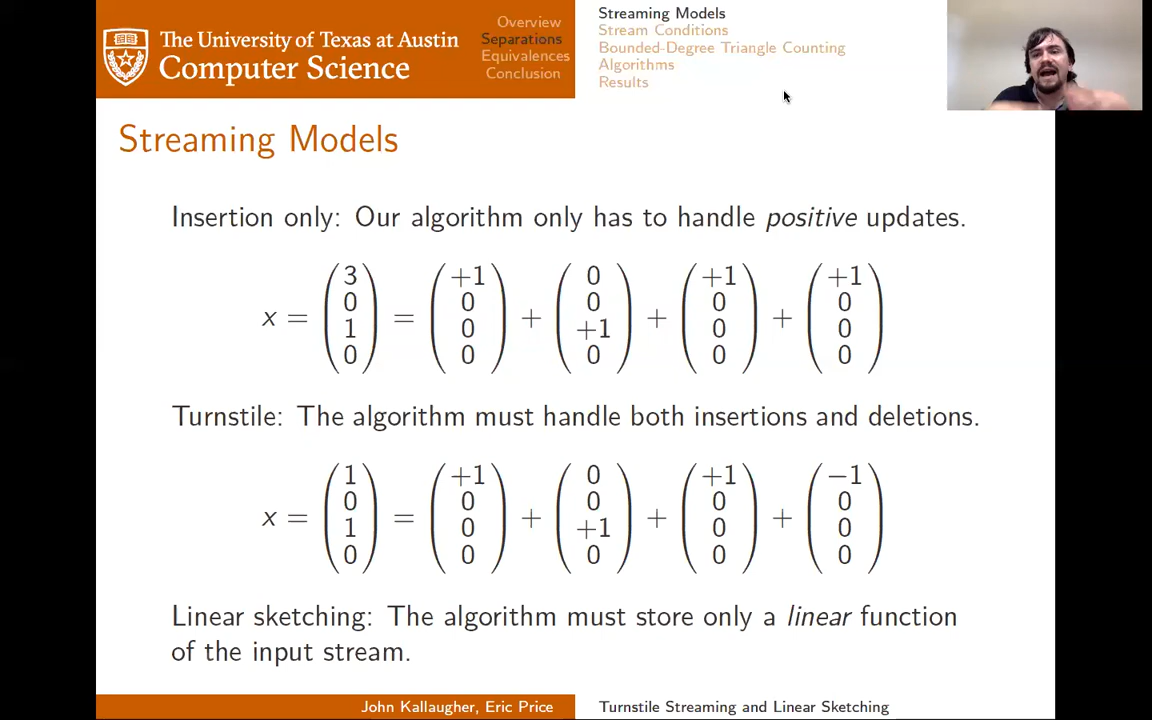 The University of Texas at Austin
Computer Science
Overview
Separations
Equivalences
Conclusion
Streaming Models
Stream Conditions
Bounded-Degree Triangle Counting
Algorithms
Results
Streaming Models
Insertion only: Our algorithm only has to handle positive updates.
x = (3 0 1 0) = (+1 0 0 0) + (0 0 +1 0) + (+1 0 0 0) + (+1 0 0 0)
Turnstile: The algorithm must handle both insertions and deletions.
x = (1 0 1 0) = (+1 0 0 0) + (0 0 +1 0) + (+1 0 0 0) + (−1 0 0 0)
Linear sketching: The algorithm must store only a linear function
of the input stream.
John Kallaugher, Eric Price
Turnstile Streaming and Linear Sketching